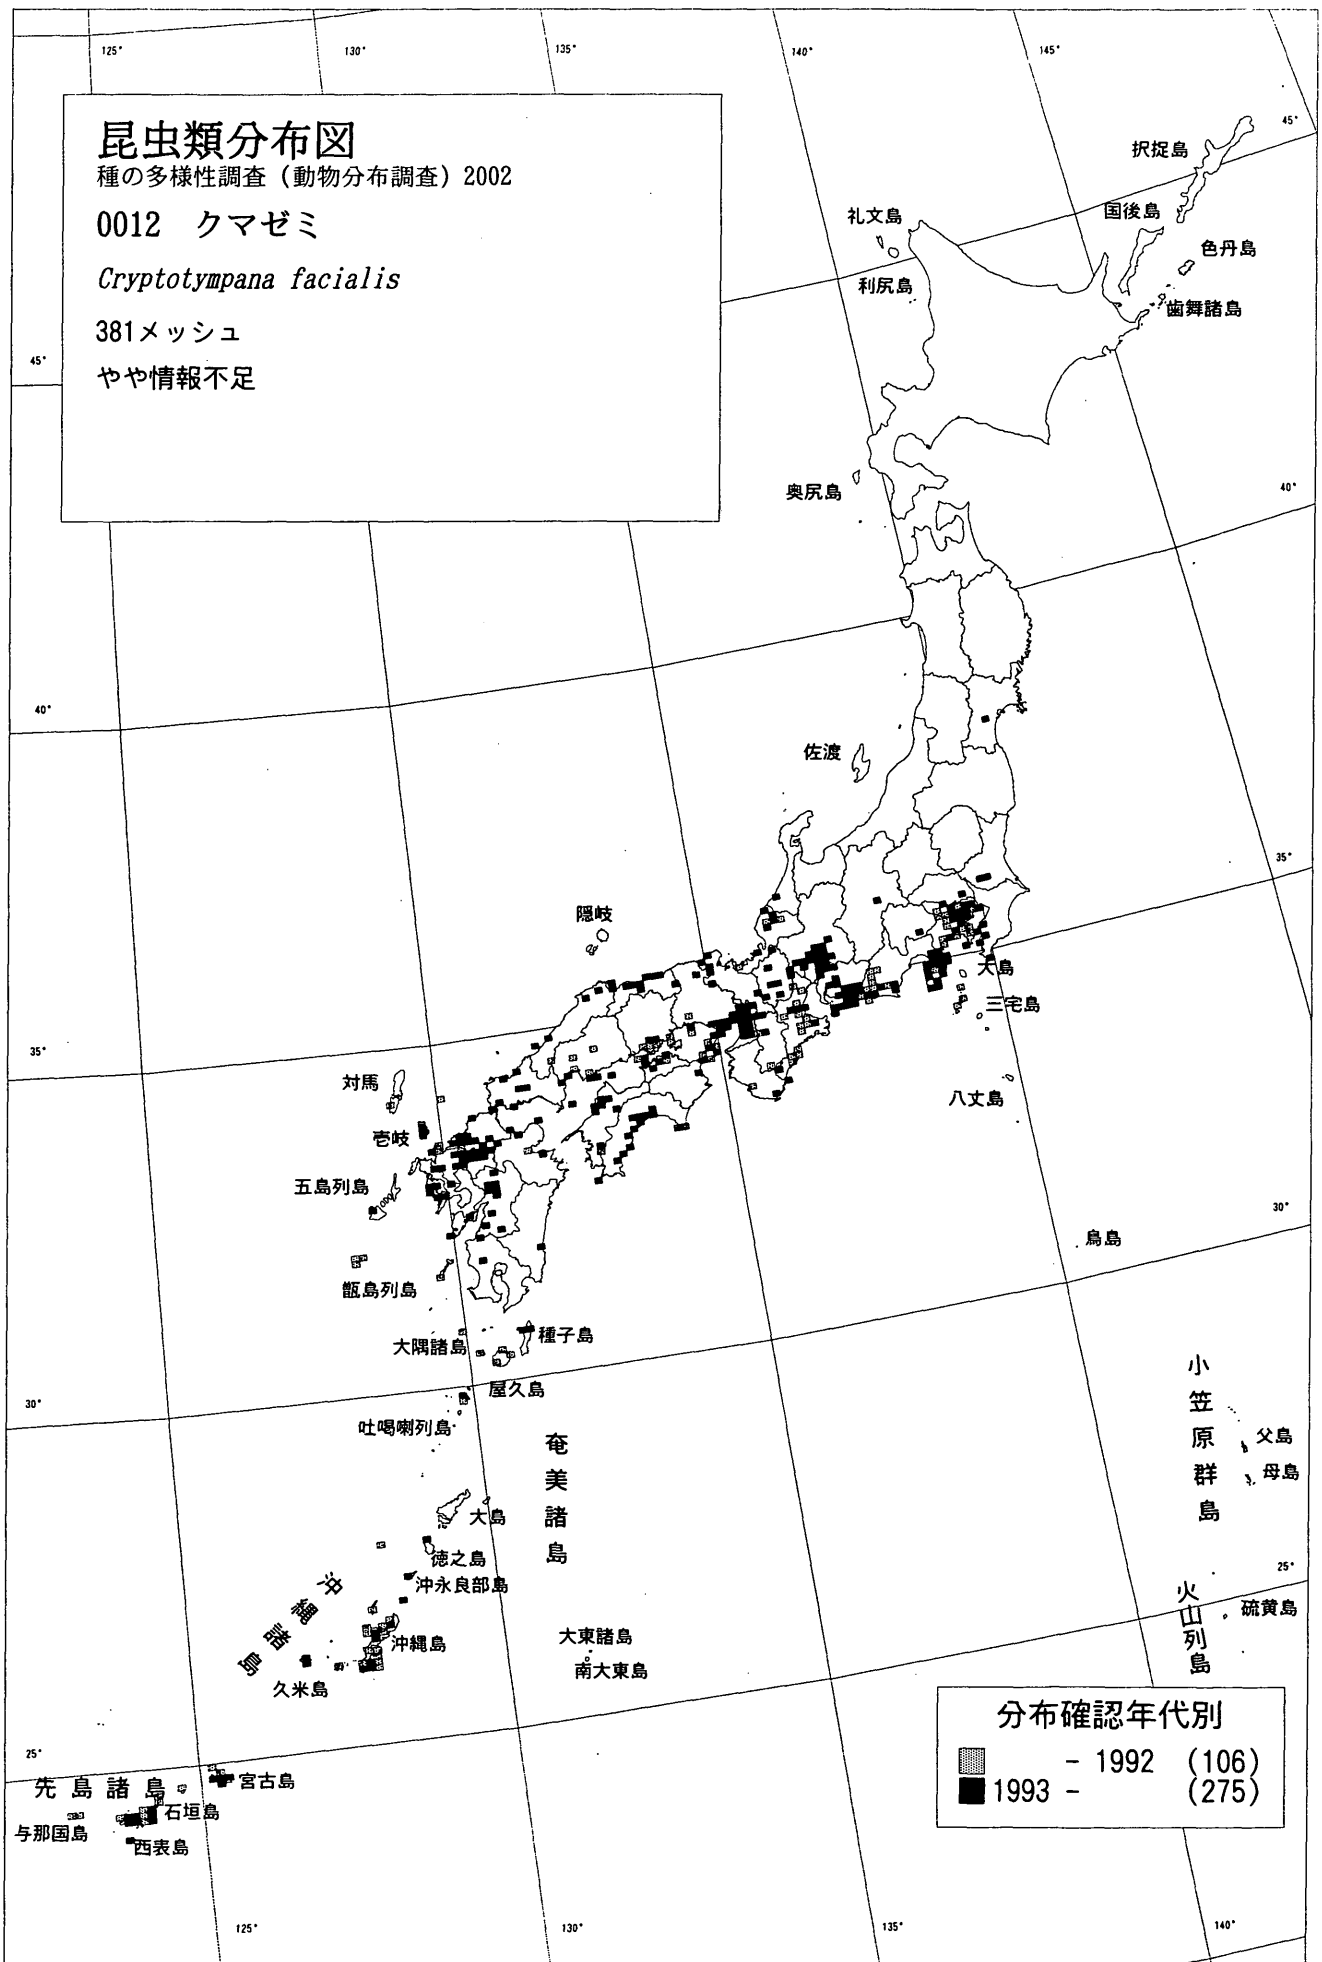 125°
130°
135°
140°
145°
昆虫類分布図
種の多様性調査（動物分布調査）2002
0012 クマゼミ
Cryptotympana facialis
381メッシュ
やや情報不足
45°
択捉島
国後島
礼文島
色丹島
利尻島
歯舞諸島
45°
奥尻島
40°
40°
佐渡
35°
隠岐
大島
三宅島
35°
対馬
八丈島
壱岐
五島列島
30°
鳥島
甑島列島
大隅諸島
種子島
屋久島
30°
吐喝喇列島
奄美諸島
小笠原群島
父島
母島
大島
徳之島
沖永良部島
25°
火山列島
硫黄島
沖縄諸島
沖縄島
大東諸島
南大東島
久米島
25°
先島諸島
宮古島
石垣島
与那国島
西表島
分布確認年代別
- 1992 (106)
1993 - (275)
125°
130°
135°
140°